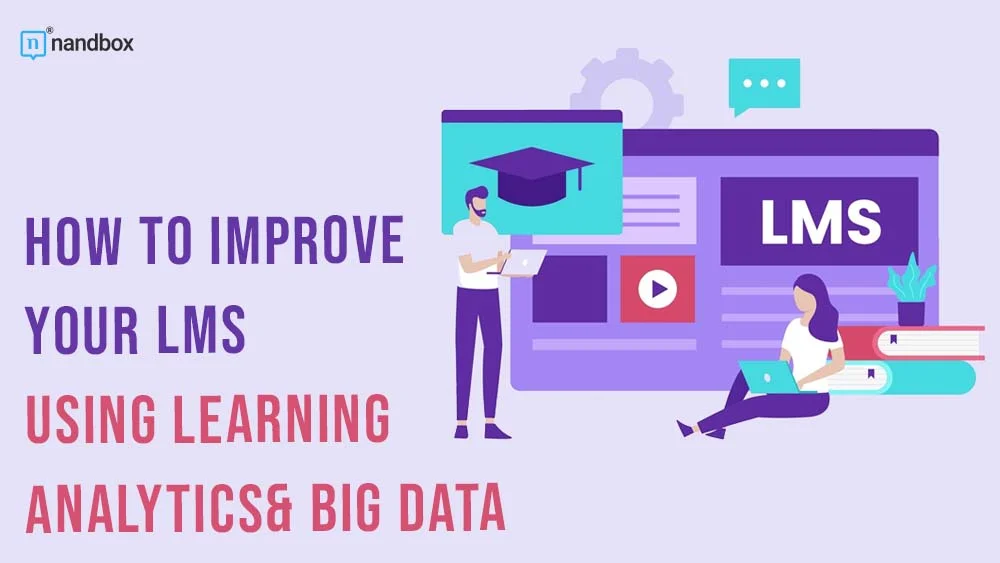 nandbox®
LMS
HOW TO IMPROVE
YOUR LMS
USING LEARNING
ANALYTICS& BIG DATA